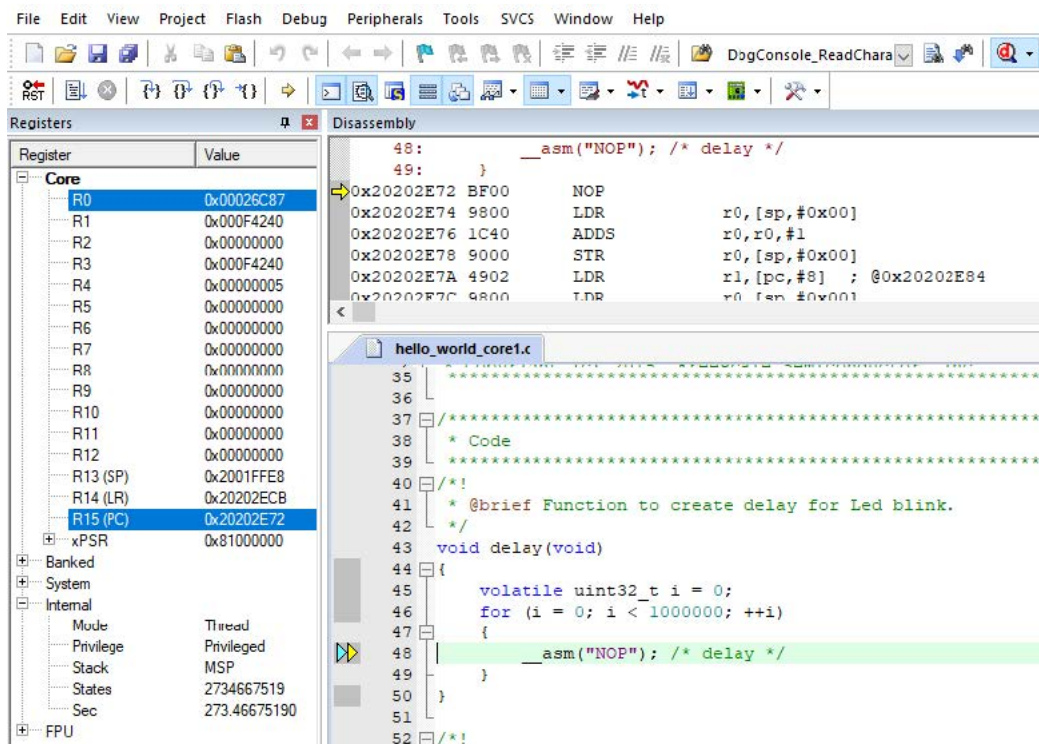 File Edit View Project Flash Debug Peripherals Tools SVCS Window Help
DbgConsole_ReadChara
RST
Registers
Register Value
Core
R0 0x00026C87
R1 0x000F4240
R2 0x00000000
R3 0x000F4240
R4 0x00000005
R5 0x00000000
R6 0x00000000
R7 0x00000000
R8 0x00000000
R9 0x00000000
R10 0x00000000
R11 0x00000000
R12 0x00000000
R13 (SP) 0x2001FFE8
R14 (LR) 0x20202ECB
R15 (PC) 0x20202E72
xPSR 0x81000000
Banked
System
Internal
Mode Thread
Privilege Privileged
Stack MSP
States 2734667519
Sec 273.46675190
FPU
Disassembly
48: __asm("NOP"); /* delay */
49: }
0x20202E72 BF00 NOP
0x20202E74 9800 LDR r0,[sp,#0x00]
0x20202E76 1C40 ADDS r0,r0,#1
0x20202E78 9000 STR r0,[sp,#0x00]
0x20202E7A 4902 LDR r1,[pc,#8] ; @0x20202E84
0x20202E7C 9800 LDR r0,[sp,#0x00]
hello_world_core1.c
35 *******************************************************
36
37 /*******************************************************
38 * Code
39 *******************************************************
40 /*!
41 * @brief Function to create delay for Led blink.
42 */
43 void delay(void)
44 {
45 volatile uint32_t i = 0;
46 for (i = 0; i < 1000000; ++i)
47 {
48 __asm("NOP"); /* delay */
49 }
50 }
51
52 /*!